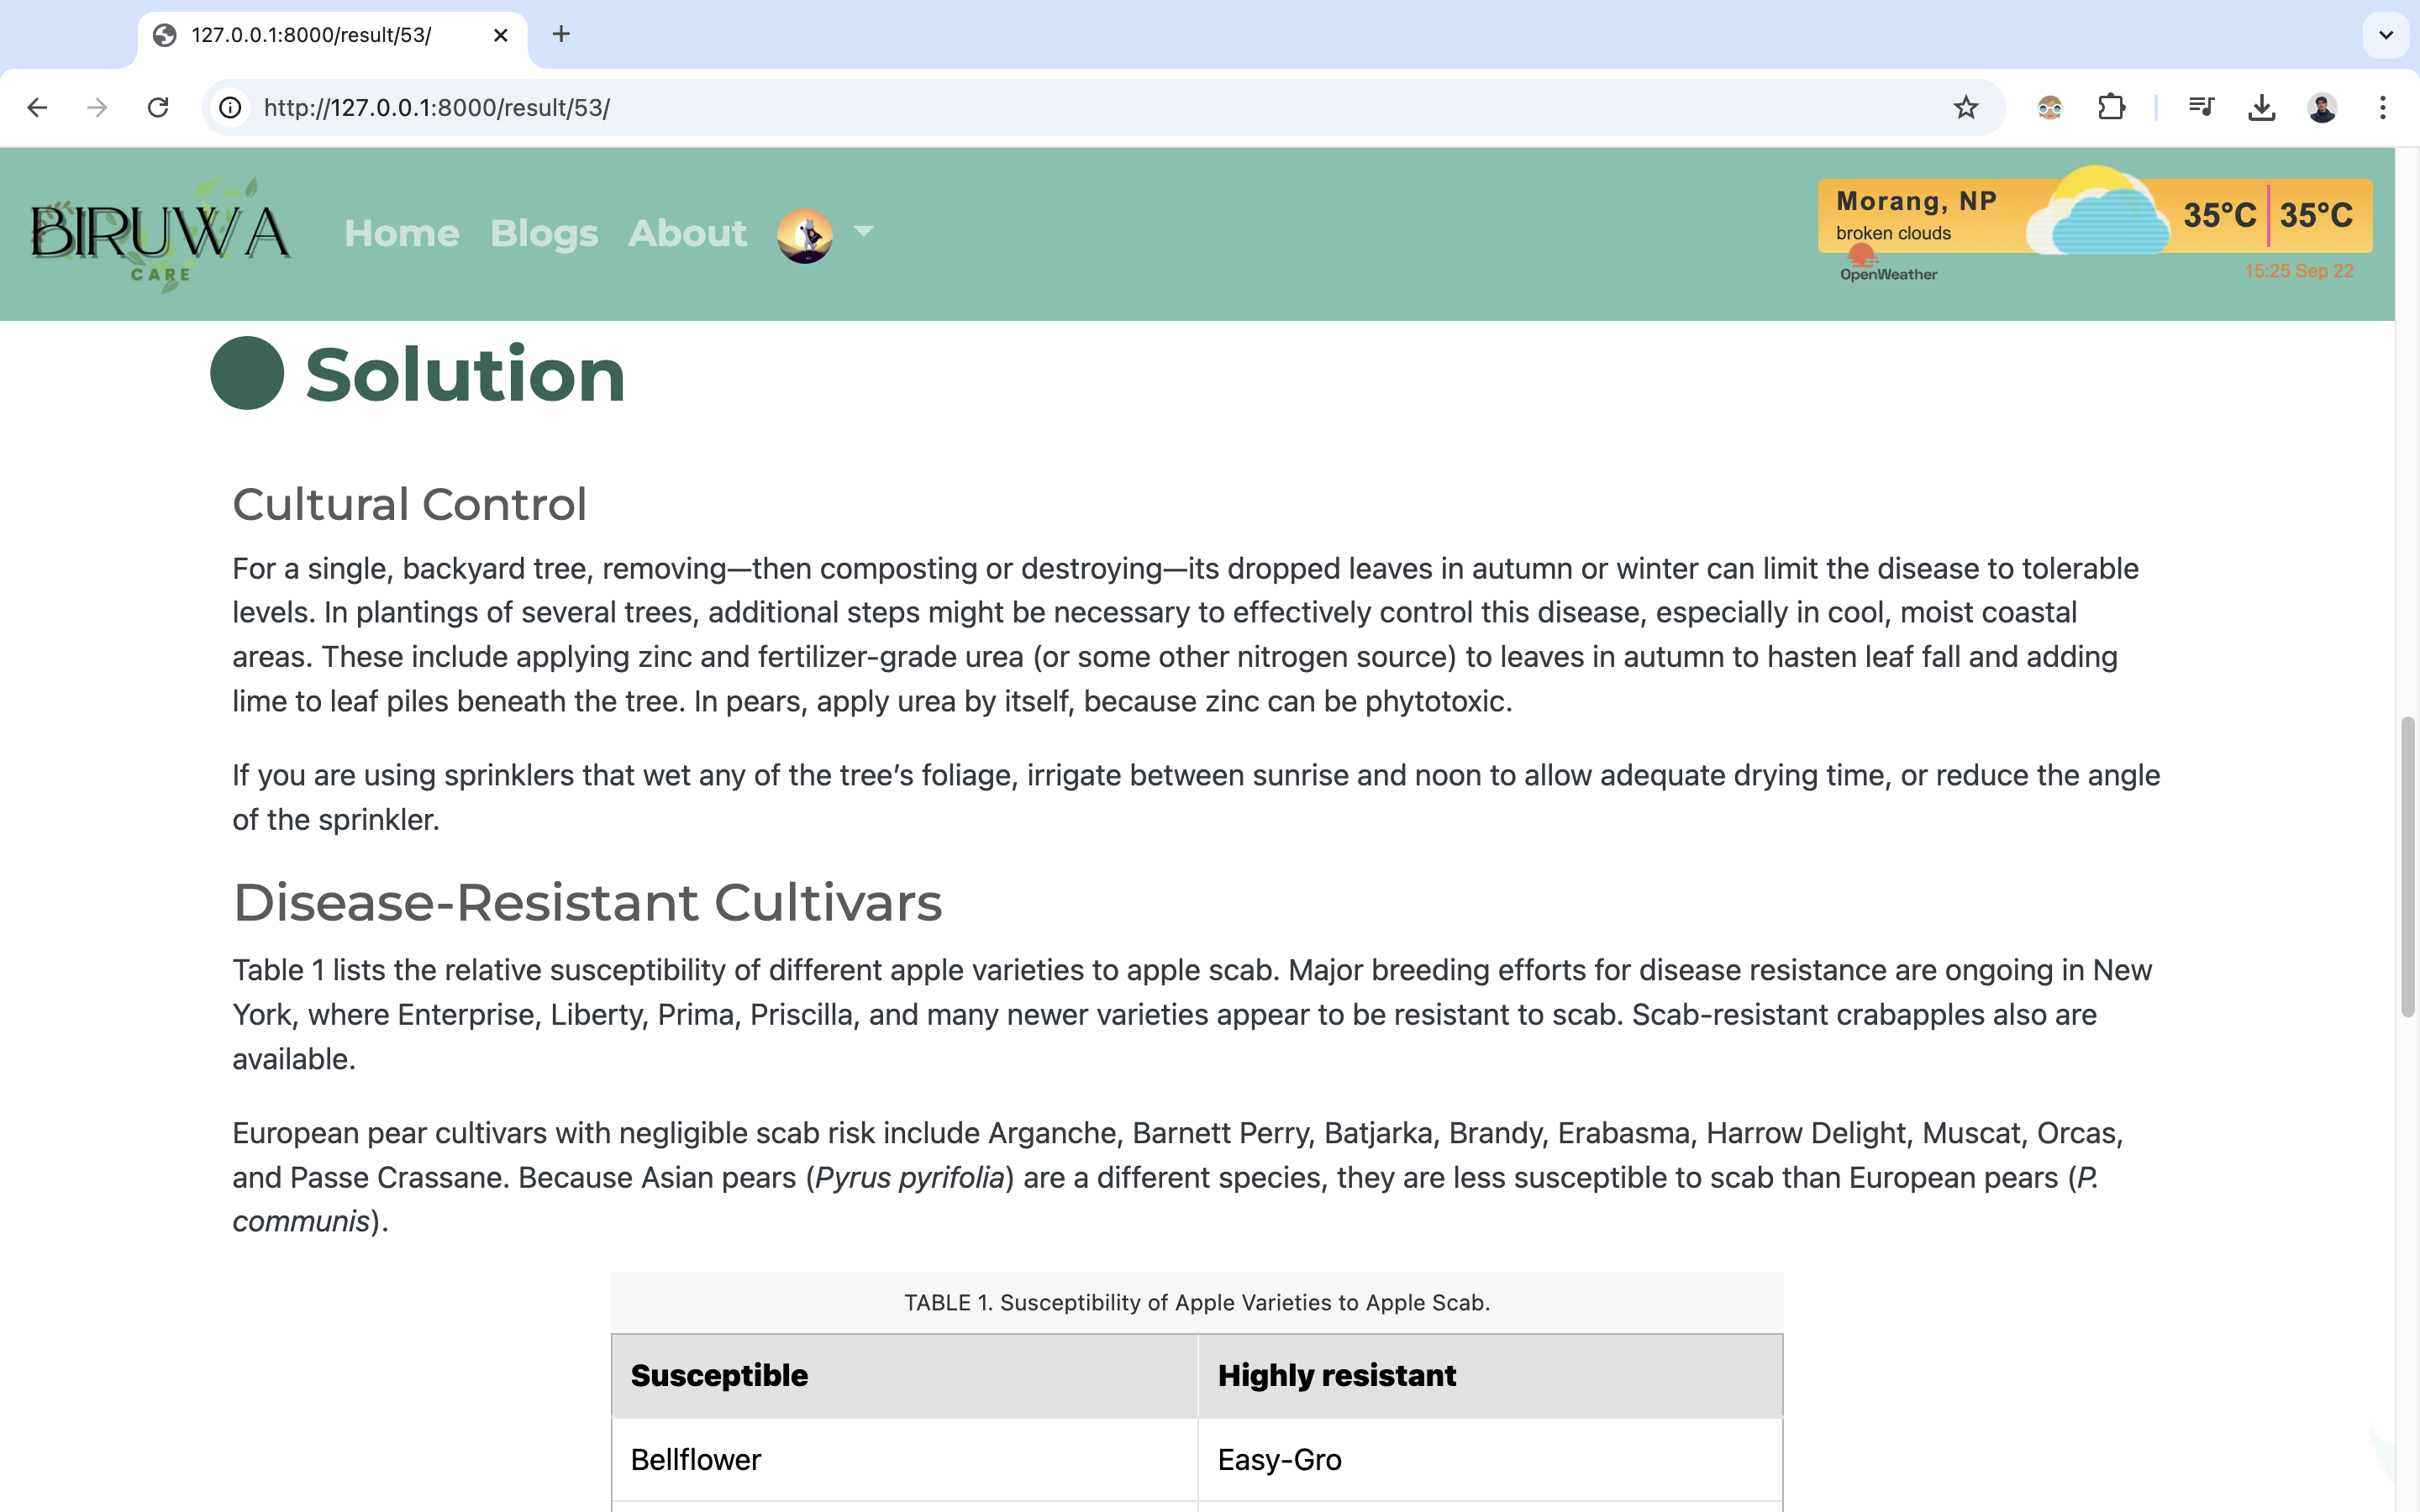 127.0.0.1:8000/result/53/
http://127.0.0.1:8000/result/53/
BIRUWA
CARE
Home Blogs About
Morang, NP
broken clouds
35°C 35°C
OpenWeather
15:25 Sep 22
Solution
Cultural Control
For a single, backyard tree, removing—then composting or destroying—its dropped leaves in autumn or winter can limit the disease to tolerable
levels. In plantings of several trees, additional steps might be necessary to effectively control this disease, especially in cool, moist coastal
areas. These include applying zinc and fertilizer-grade urea (or some other nitrogen source) to leaves in autumn to hasten leaf fall and adding
lime to leaf piles beneath the tree. In pears, apply urea by itself, because zinc can be phytotoxic.
If you are using sprinklers that wet any of the tree’s foliage, irrigate between sunrise and noon to allow adequate drying time, or reduce the angle
of the sprinkler.
Disease-Resistant Cultivars
Table 1 lists the relative susceptibility of different apple varieties to apple scab. Major breeding efforts for disease resistance are ongoing in New
York, where Enterprise, Liberty, Prima, Priscilla, and many newer varieties appear to be resistant to scab. Scab-resistant crabapples also are
available.
European pear cultivars with negligible scab risk include Arganche, Barnett Perry, Batjarka, Brandy, Erabasma, Harrow Delight, Muscat, Orcas,
and Passe Crassane. Because Asian pears (Pyrus pyrifolia) are a different species, they are less susceptible to scab than European pears (P.
communis).
TABLE 1. Susceptibility of Apple Varieties to Apple Scab.
Susceptible Highly resistant
Bellflower Easy-Gro